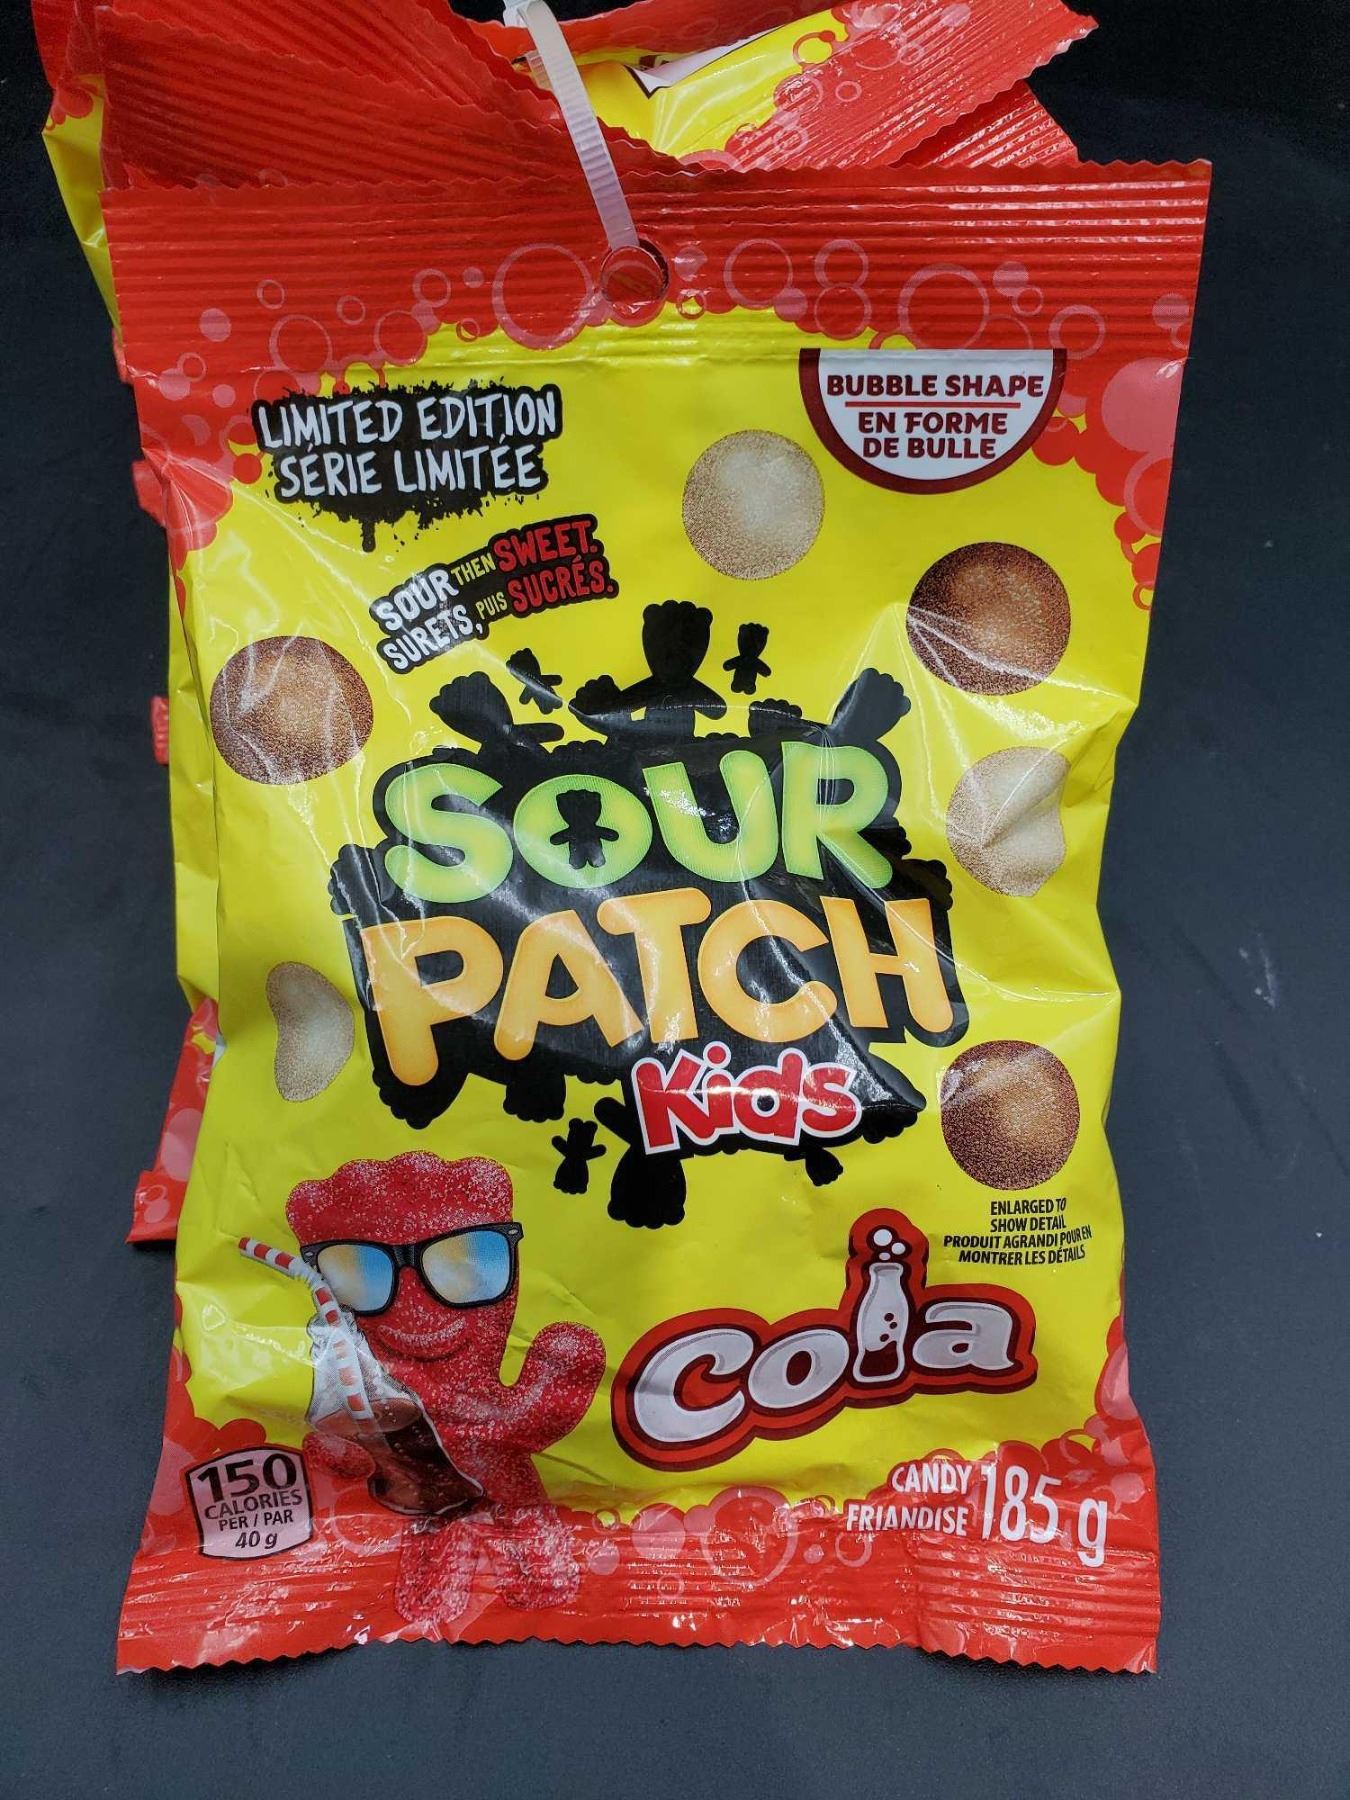 LIMITED EDITION
SÉRIE LIMITÉE
BUBBLE SHAPE
EN FORME
DE BULLE
SOUR THEN SWEET.
SURETS, PUIS SUCRÉS.
SOUR
PATCH
Kids
ENLARGED TO
SHOW DETAIL
PRODUIT AGRANDI POUR EN
MONTRER LES DÉTAILS
cola
150
CALORIES
PER / PAR
40 g
CANDY
FRIANDISE
185 g